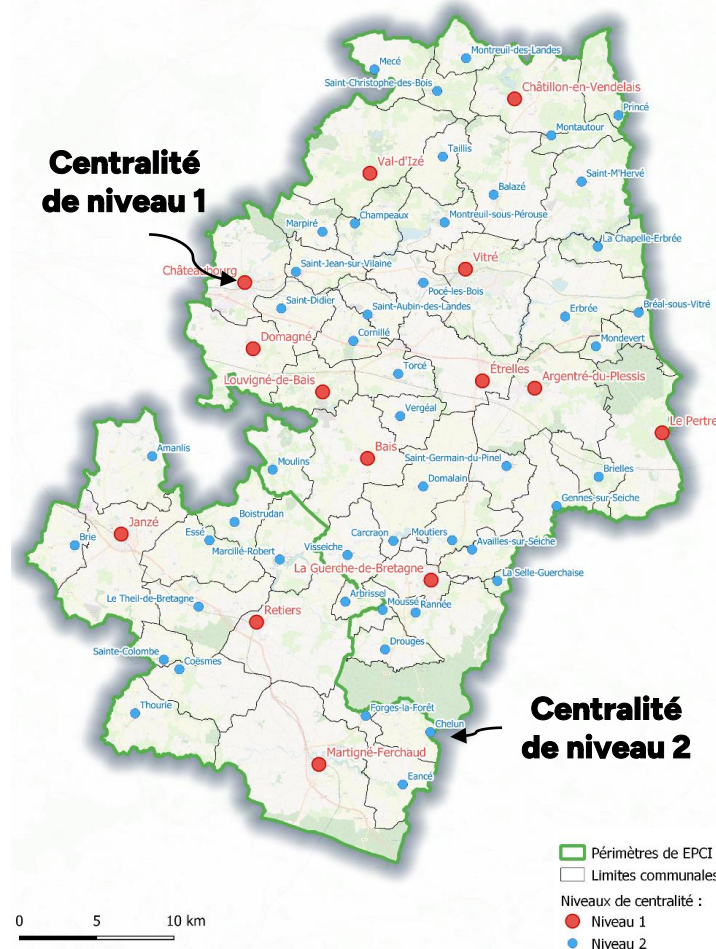 Montreuil-des-Landes
Mecé
Saint-Christophe-des-Bois
Châtillon-en-Vendelais
Princé
Montautour
Centralité
de niveau 1
Taillis
Val-d'Izé
Saint-M'Hervé
Balazé
Champeaux
Montreuil-sous-Pérouse
Marpiré
La Chapelle-Erbrée
Vitré
Saint-Jean-sur-Vilaine
Châteaubourg
Pocé-les-Bois
Saint-Didier
Saint-Aubin-des-Landes
Erbrée
Bréal-sous-Vitré
Domagné
Cornillé
Mondevert
Torcé
Étrelles
Argentré-du-Plessis
Louvigné-de-Bais
Vergéal
Le Pertre
Amanlis
Bais
Saint-Germain-du-Pinel
Moulins
Brielles
Domalain
Gennes-sur-Seiche
Boistrudan
Janzé
Essé
Brie
Marcillé-Robert
Visseiche
Carcraon
Moutiers
Availles-sur-Seiche
La Guerche-de-Bretagne
La Selle-Guerchaise
Le Theil-de-Bretagne
Arbrissel
Moussé
Rannée
Retiers
Drouges
Sainte-Colombe
Coësmes
Thourie
Forges-la-Forêt
Chelun
Centralité
de niveau 2
Martigné-Ferchaud
Eancé
Périmètres de EPCI
Limites communales
Niveaux de centralité :
Niveau 1
Niveau 2
0 5 10 km